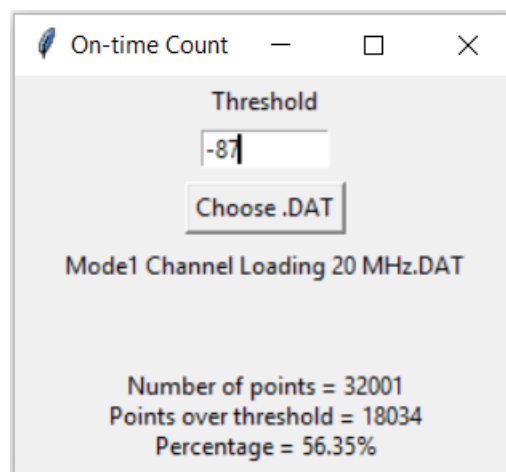 On-time Count
Threshold
-87
Choose .DAT
Mode1 Channel Loading 20 MHz.DAT
Number of points = 32001
Points over threshold = 18034
Percentage = 56.35%